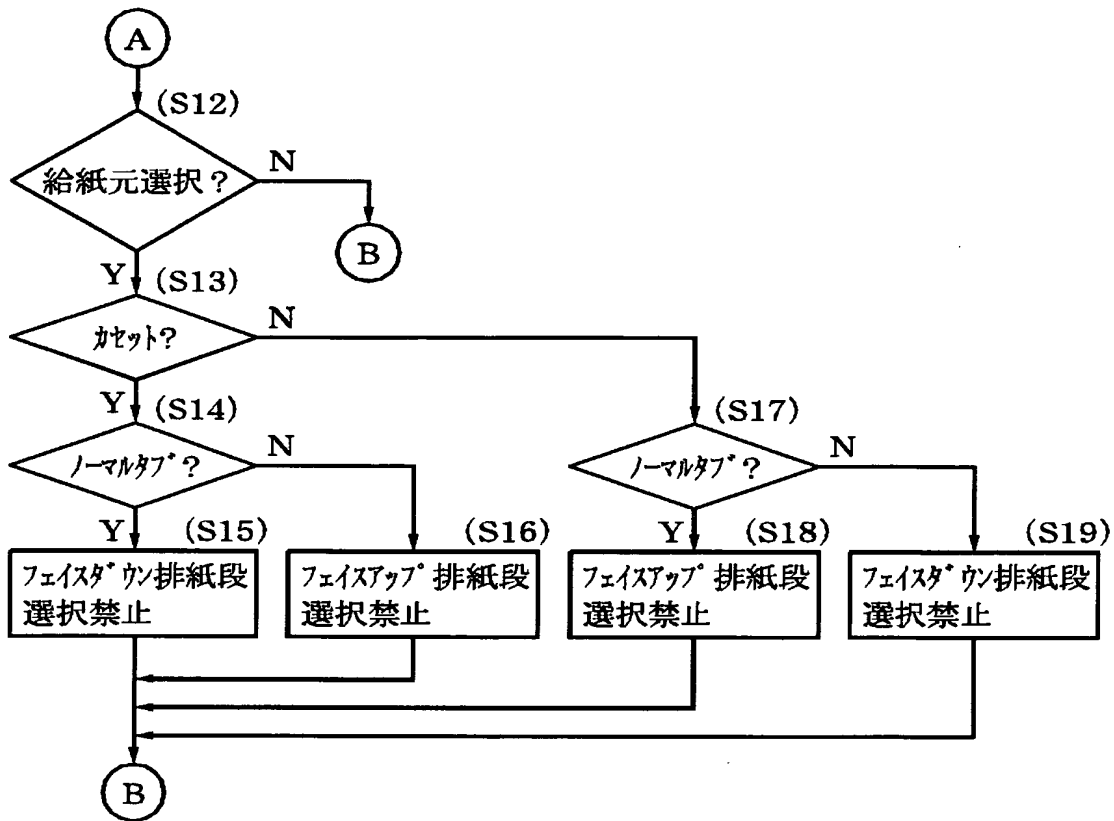 A
(S12)
給紙元選択?
N
B
Y
(S13)
カセット?
N
Y
(S14)
ノーマルタブ?
N
(S17)
ノーマルタブ?
N
Y
(S15)
フェイスダウン排紙段
選択禁止
(S16)
フェイスアップ排紙段
選択禁止
Y
(S18)
フェイスアップ排紙段
選択禁止
(S19)
フェイスダウン排紙段
選択禁止
B